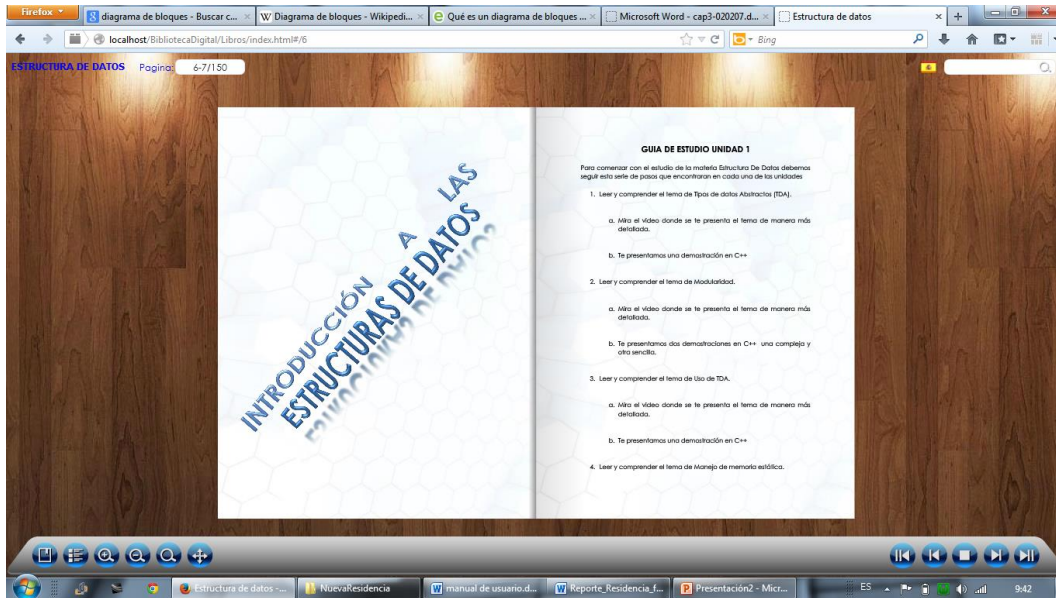 Firefox
diagrama de bloques - Buscar c...
Diagrama de bloques - Wikipedi...
Qué es un diagrama de bloques ...
Microsoft Word - cap3-020207.d...
Estructura de datos
localhost/BibliotecaDigital/Libros/index.html#/6
Bing
ESTRUCTURA DE DATOS Pagina: 6-7/150
INTRODUCCIÓN A LAS
ESTRUCTURAS DE DATOS
GUIA DE ESTUDIO UNIDAD 1
Para comenzar con el estudio de la materia Estructura De Datos debemos
seguir esta serie de pasos que encontraran en cada una de las unidades
1. Leer y comprender el tema de Tipos de datos Abstractos (TDA).
a. Mira el video donde se te presenta el tema de manera más
detallada.
b. Te presentamos una demostración en C++
2. Leer y comprender el tema de Modularidad.
a. Mira el video donde se te presenta el tema de manera más
detallada.
b. Te presentamos dos demostraciones en C++ una compleja y
otra sencilla.
3. Leer y comprender el tema de Uso de TDA.
a. Mira el video donde se te presenta el tema de manera más
detallada.
b. Te presentamos una demostración en C++
4. Leer y comprender el tema de Manejo de memoria estática.
Estructura de datos -...
NuevaResidencia
manual de usuario.d...
Reporte_Residencia_f...
Presentación2 - Micr...
ES
9:42